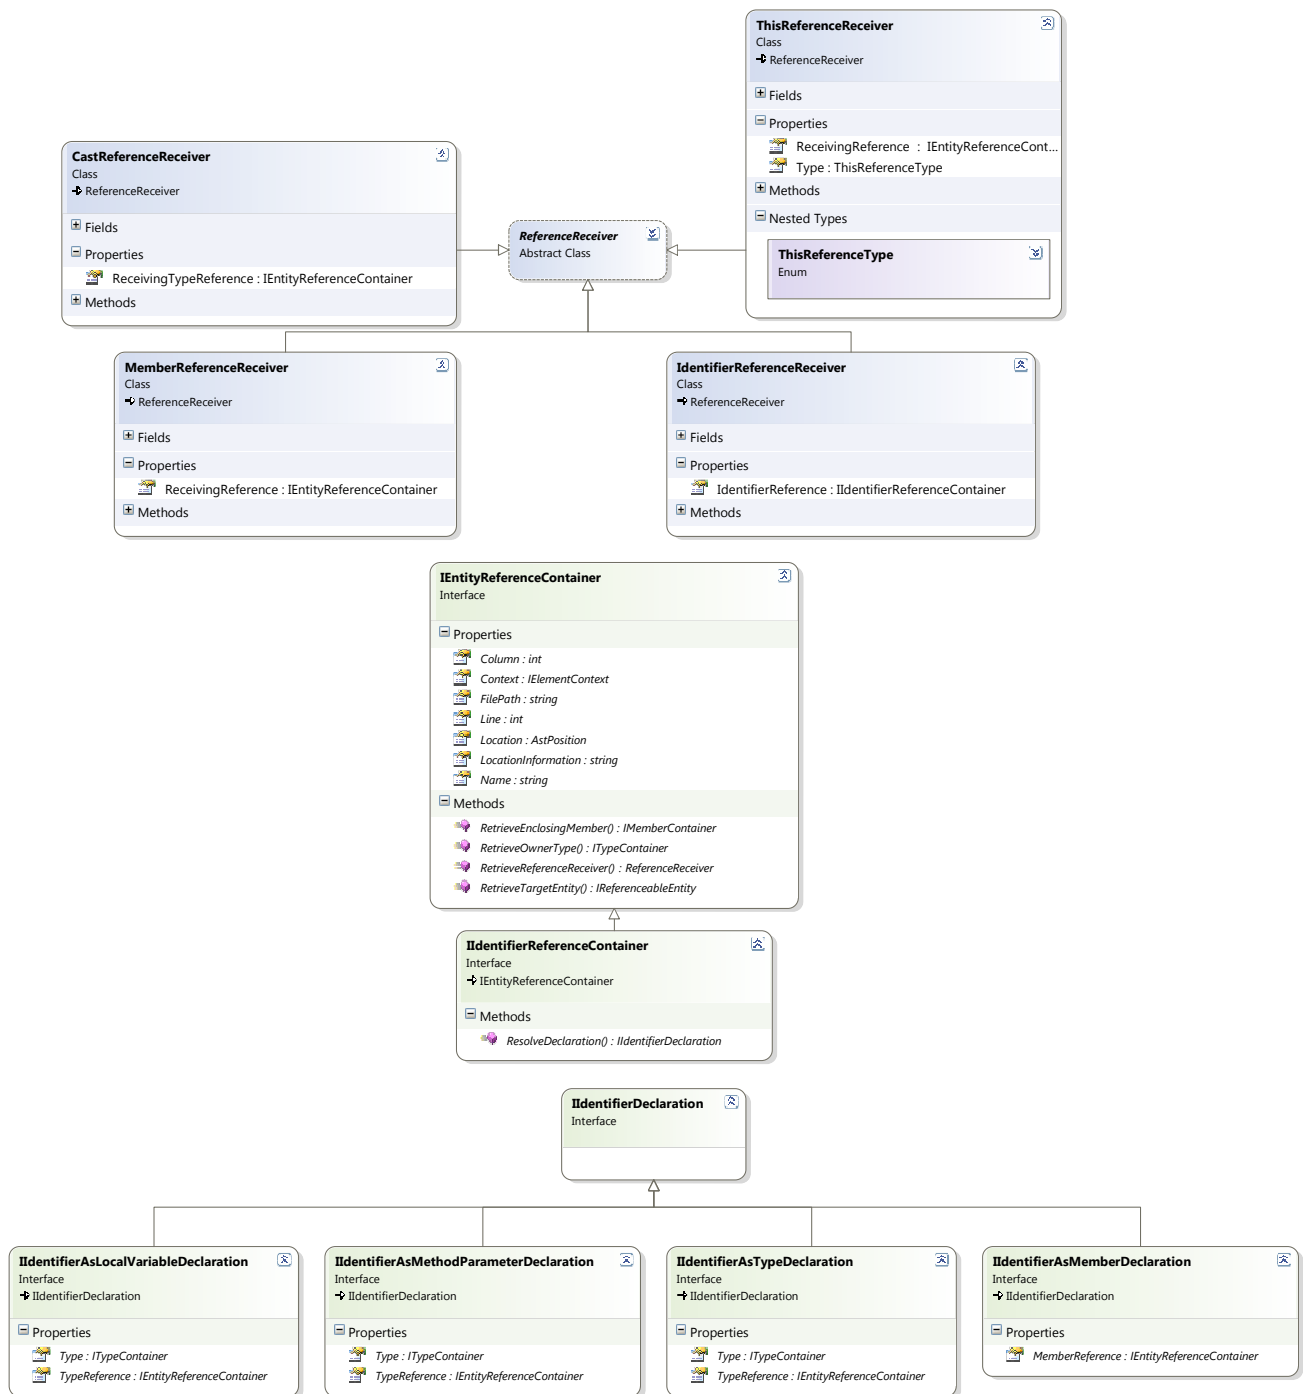 ThisReferenceReceiver
Class
ReferenceReceiver
Fields
Properties
ReceivingReference : IEntityReferenceCont...
Type : ThisReferenceType
Methods
Nested Types
ThisReferenceType
Enum
CastReferenceReceiver
Class
ReferenceReceiver
Fields
Properties
ReceivingTypeReference : IEntityReferenceContainer
Methods
ReferenceReceiver
Abstract Class
MemberReferenceReceiver
Class
ReferenceReceiver
Fields
Properties
ReceivingReference : IEntityReferenceContainer
Methods
IdentifierReferenceReceiver
Class
ReferenceReceiver
Fields
Properties
IdentifierReference : IIdentifierReferenceContainer
Methods
IEntityReferenceContainer
Interface
Properties
Column : int
Context : IElementContext
FilePath : string
Line : int
Location : AstPosition
LocationInformation : string
Name : string
Methods
RetrieveEnclosingMember() : IMemberContainer
RetrieveOwnerType() : ITypeContainer
RetrieveReferenceReceiver() : ReferenceReceiver
RetrieveTargetEntity() : IReferenceableEntity
IIdentifierReferenceContainer
Interface
IEntityReferenceContainer
Methods
ResolveDeclaration() : IIdentifierDeclaration
IIdentifierDeclaration
Interface
IIdentifierAsLocalVariableDeclaration
Interface
IIdentifierDeclaration
Properties
Type : ITypeContainer
TypeReference : IEntityReferenceContainer
IIdentifierAsMethodParameterDeclaration
Interface
IIdentifierDeclaration
Properties
Type : ITypeContainer
TypeReference : IEntityReferenceContainer
IIdentifierAsTypeDeclaration
Interface
IIdentifierDeclaration
Properties
Type : ITypeContainer
TypeReference : IEntityReferenceContainer
IIdentifierAsMemberDeclaration
Interface
IIdentifierDeclaration
Properties
MemberReference : IEntityReferenceContainer